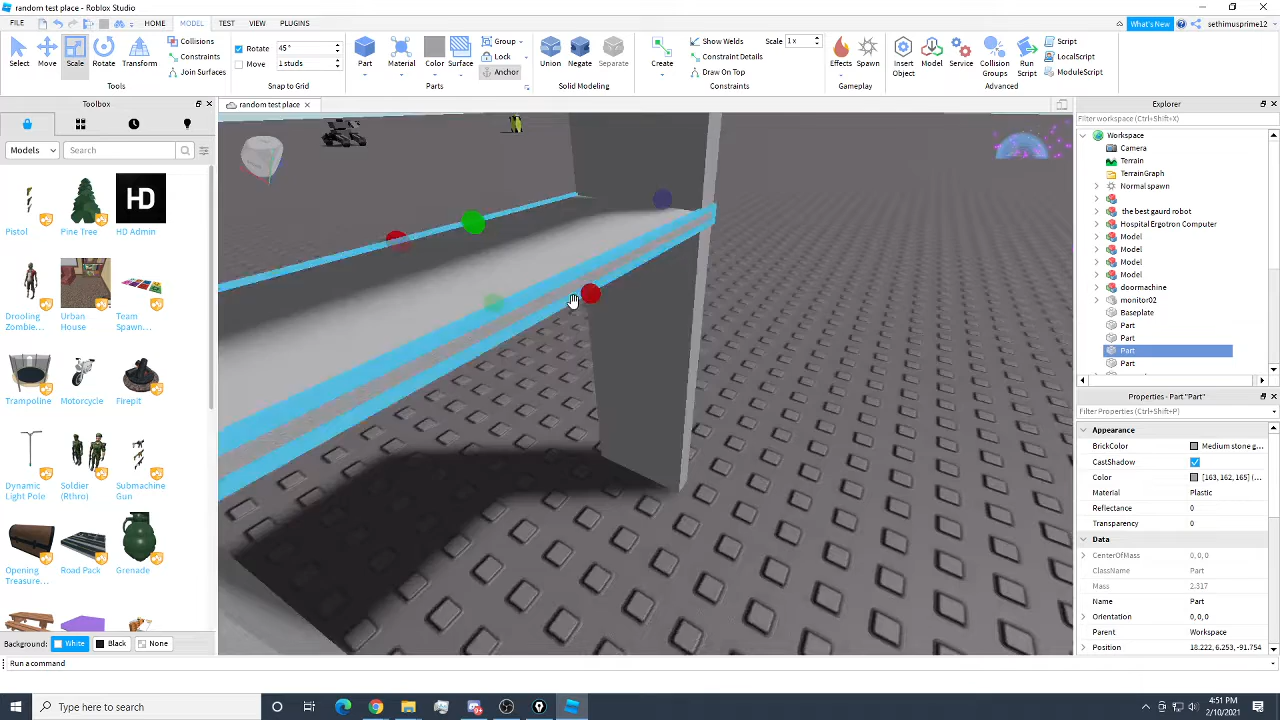 random test place - Roblox Studio
FILE HOME MODEL TEST VIEW PLUGINS What's New sethimusprime12
Select Move Scale Rotate Transform
Collisions
Constraints
Join Surfaces
Tools
Rotate 45°
Move 1 studs
Snap to Grid
Part Material Color Surface
Group
Lock
Anchor
Parts
Union Negate Separate
Solid Modeling
Create
Show Welds
Constraint Details
Draw On Top
Scale 1 x
Constraints
Effects Spawn
Gameplay
Insert Object Model Service Collision Groups Run Script
Script
LocalScript
ModuleScript
Advanced
Toolbox
random test place
Models Search
Pistol Pine Tree HD Admin
HD
Drooling Zombie... Urban House Team Spawn...
Trampoline Motorcycle Firepit
Dynamic Light Pole Soldier (Rthro) Submachine Gun
Opening Treasure... Road Pack Grenade
Background: White Black None
Run a command
Explorer
Filter workspace (Ctrl+Shift+X)
Workspace
Camera
Terrain
TerrainGraph
Normal spawn
the best gaurd robot
Hospital Ergotron Computer
Model
Model
Model
Model
doormachine
monitor02
Baseplate
Part
Part
Part
Part
Properties - Part "Part"
Filter Properties (Ctrl+Shift+P)
Appearance
BrickColor Medium stone g...
CastShadow
Color [163, 162, 165] (...
Material Plastic
Reflectance 0
Transparency 0
Data
CenterOfMass 0, 0, 0
ClassName Part
Mass 2.317
Name Part
Orientation 0, 0, 0
Parent Workspace
Position 18.222, 6.253, -91.754
Type here to search
4:51 PM
2/10/2021